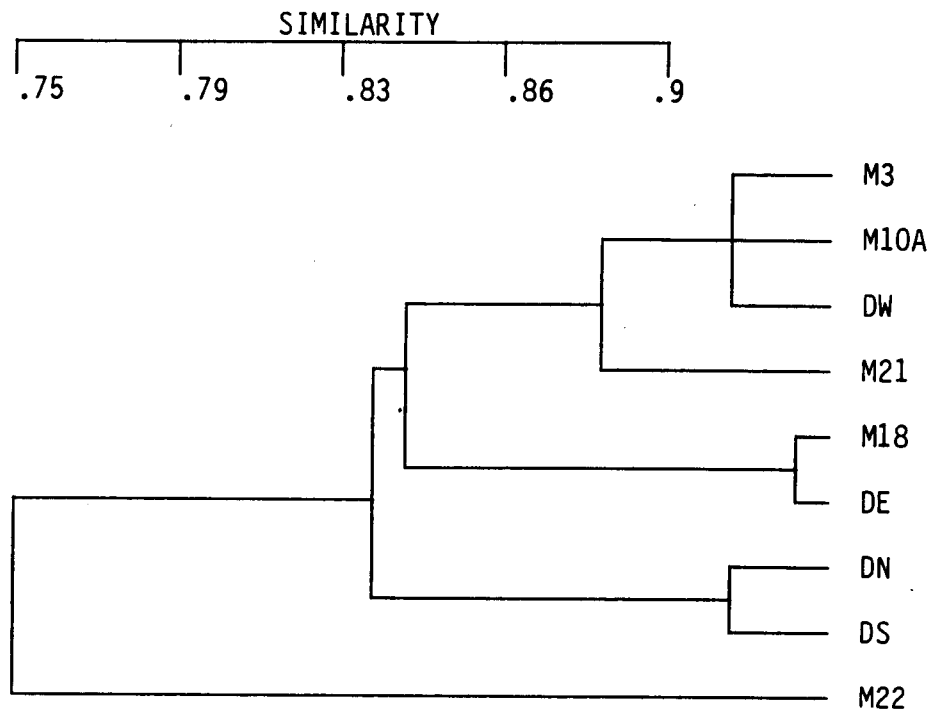 SIMILARITY
.75 .79 .83 .86 .9
M3
M10A
DW
M21
M18
DE
DN
DS
M22